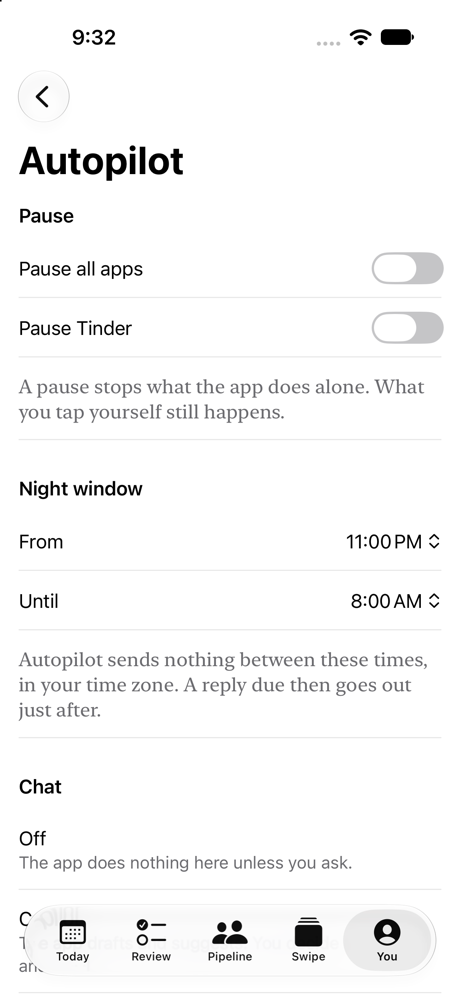 9:32
Autopilot
Pause
Pause all apps
Pause Tinder
A pause stops what the app does alone. What
you tap yourself still happens.
Night window
From 11:00 PM
Until 8:00 AM
Autopilot sends nothing between these times,
in your time zone. A reply due then goes out
just after.
Chat
Off
The app does nothing here unless you ask.
Today Review Pipeline Swipe You